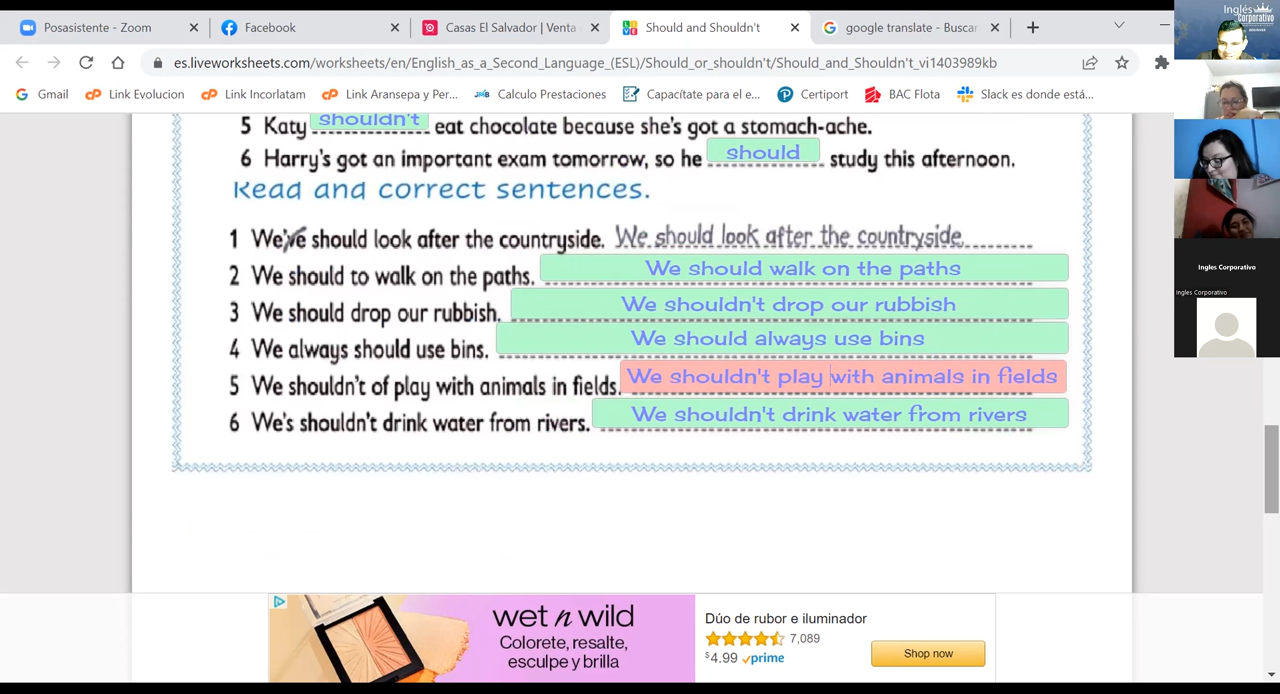 Posasistente - Zoom
Facebook
Casas El Salvador | Venta
Should and Shouldn't
google translate - Buscar
es.liveworksheets.com/worksheets/en/English_as_a_Second_Language_(ESL)/Should_or_shouldn't/Should_and_Shouldn't_vi1403989kb
Gmail
Link Evolucion
Link Incorlatam
Link Aransepa y Per...
Calculo Prestaciones
Capacítate para el e...
Certiport
BAC Flota
Slack es donde está...
Inglés
Corporativo
5 Katy shouldn't eat chocolate because she's got a stomach-ache.
6 Harry's got an important exam tomorrow, so he should study this afternoon.
Read and correct sentences.
1 We've should look after the countryside. We should look after the countryside.
2 We should to walk on the paths. We should walk on the paths
3 We should drop our rubbish. We shouldn't drop our rubbish
4 We always should use bins. We should always use bins
5 We shouldn't of play with animals in fields. We shouldn't play with animals in fields
6 We's shouldn't drink water from rivers. We shouldn't drink water from rivers
Ingles Corporativo
Ingles Corporativo
wet n wild
Colorete, resalte,
esculpe y brilla
Dúo de rubor e iluminador
7,089
$4.99 prime
Shop now